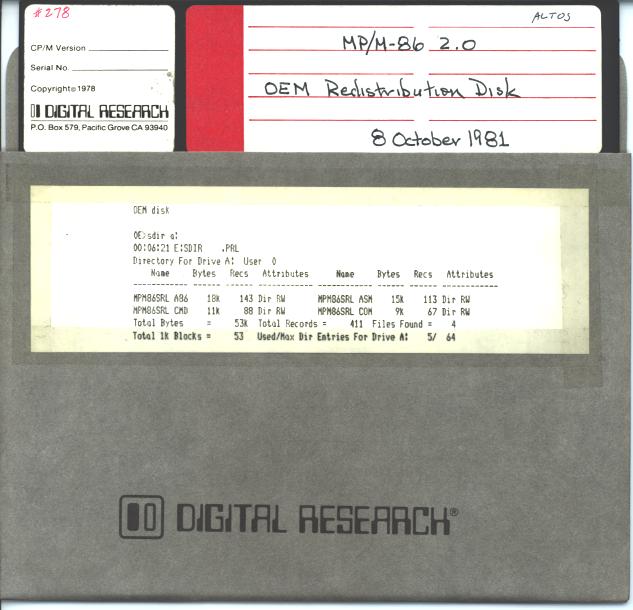 #278
CP/M Version
Serial No.
Copyright© 1978
DIGITAL RESEARCH
P.O. Box 579, Pacific Grove CA 93940
ALTOS
MP/M-86 2.0
OEM Redistribution Disk
8 October 1981
OEM disk
0E>sdir a:
00:06:21 E:SDIR .PRL
Directory For Drive A: User 0
Name Bytes Recs Attributes Name Bytes Recs Attributes
------------ ------ ------ ------------ ------------ ------ ------ ------------
MPM86SRL A86 18k 143 Dir RW MPM86SRL ASM 15k 113 Dir RW
MPM86SRL CMD 11k 88 Dir RW MPM86SRL COM 9k 67 Dir RW
Total Bytes = 53k Total Records = 411 Files Found = 4
Total 1k Blocks = 53 Used/Max Dir Entries For Drive A: 5/ 64
DIGITAL RESEARCH®